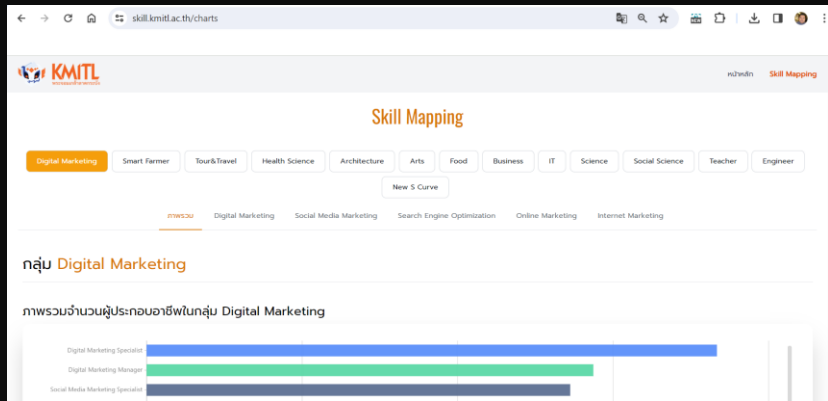 skill.kmitl.ac.th/charts
KMITL
หน้าหลัก Skill Mapping
Skill Mapping
Digital Marketing Smart Farmer Tour&Travel Health Science Architecture Arts Food Business IT Science Social Science Teacher Engineer
New S Curve
ภาพรวม Digital Marketing Social Media Marketing Search Engine Optimization Online Marketing Internet Marketing
กลุ่ม Digital Marketing
ภาพรวมจำนวนผู้ประกอบอาชีพในกลุ่ม Digital Marketing
Digital Marketing Specialist
Digital Marketing Manager
Social Media Marketing Specialist